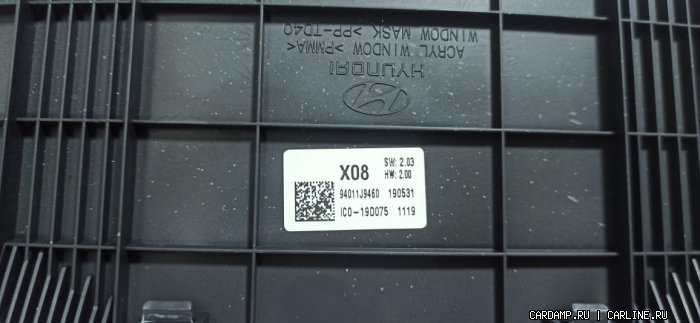 ACRYL WINDOW >PMMA<
WINDOW MASK >PP-TD40
HYUNDAI
X08 SW: 2.03
HW: 2.00
94011J9460 190531
ICO-19D075 1119
CARDAMP.RU | CARLINE.RU